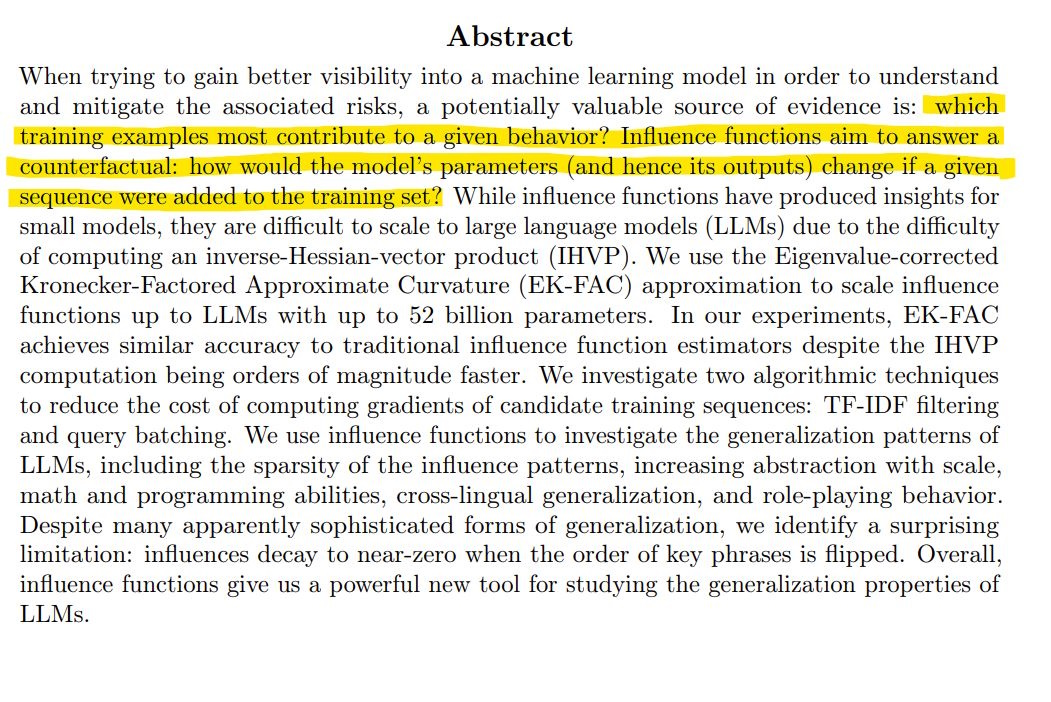 Abstract
When trying to gain better visibility into a machine learning model in order to understand
and mitigate the associated risks, a potentially valuable source of evidence is: which
training examples most contribute to a given behavior? Influence functions aim to answer a
counterfactual: how would the model's parameters (and hence its outputs) change if a given
sequence were added to the training set? While influence functions have produced insights for
small models, they are difficult to scale to large language models (LLMs) due to the difficulty
of computing an inverse-Hessian-vector product (IHVP). We use the Eigenvalue-corrected
Kronecker-Factored Approximate Curvature (EK-FAC) approximation to scale influence
functions up to LLMs with up to 52 billion parameters. In our experiments, EK-FAC
achieves similar accuracy to traditional influence function estimators despite the IHVP
computation being orders of magnitude faster. We investigate two algorithmic techniques
to reduce the cost of computing gradients of candidate training sequences: TF-IDF filtering
and query batching. We use influence functions to investigate the generalization patterns of
LLMs, including the sparsity of the influence patterns, increasing abstraction with scale,
math and programming abilities, cross-lingual generalization, and role-playing behavior.
Despite many apparently sophisticated forms of generalization, we identify a surprising
limitation: influences decay to near-zero when the order of key phrases is flipped. Overall,
influence functions give us a powerful new tool for studying the generalization properties of
LLMs.